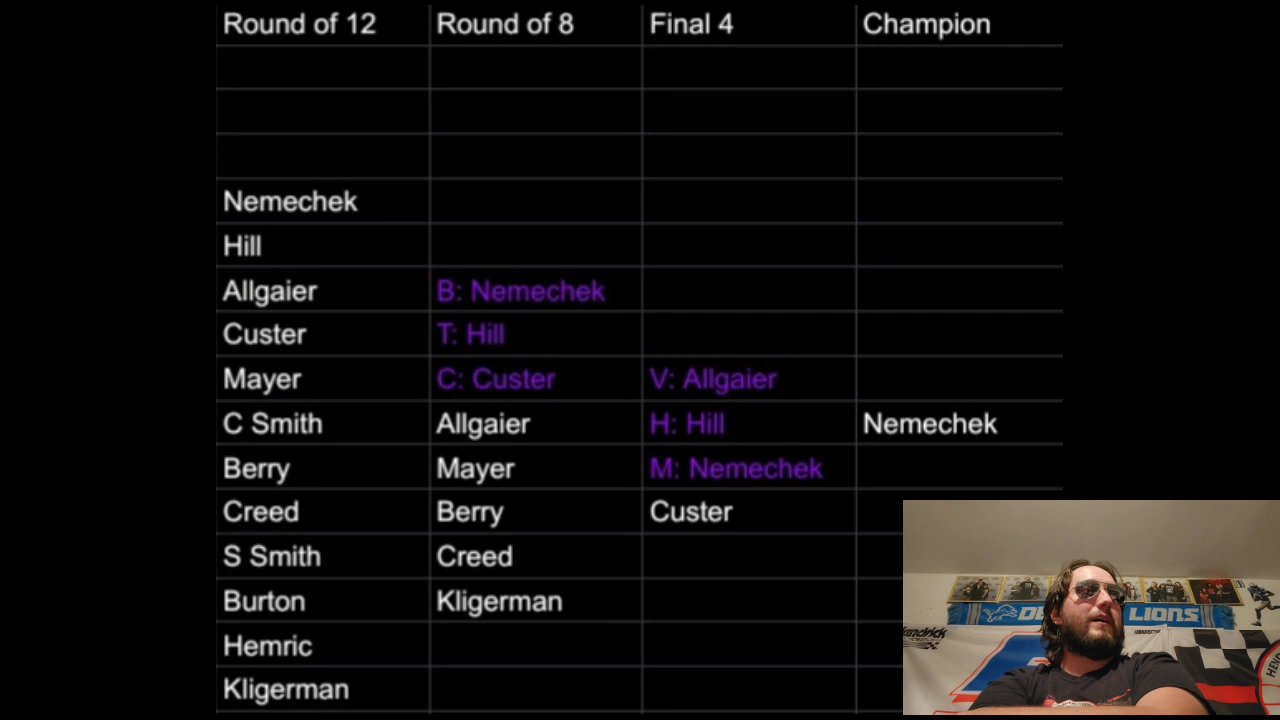 Round of 12 Round of 8 Final 4 Champion
Nemechek
Hill
Allgaier B: Nemechek
Custer T: Hill
Mayer C: Custer V: Allgaier
C Smith Allgaier H: Hill Nemechek
Berry Mayer M: Nemechek
Creed Berry Custer
S Smith Creed
Burton Kligerman
Hemric
Kligerman
LIONS